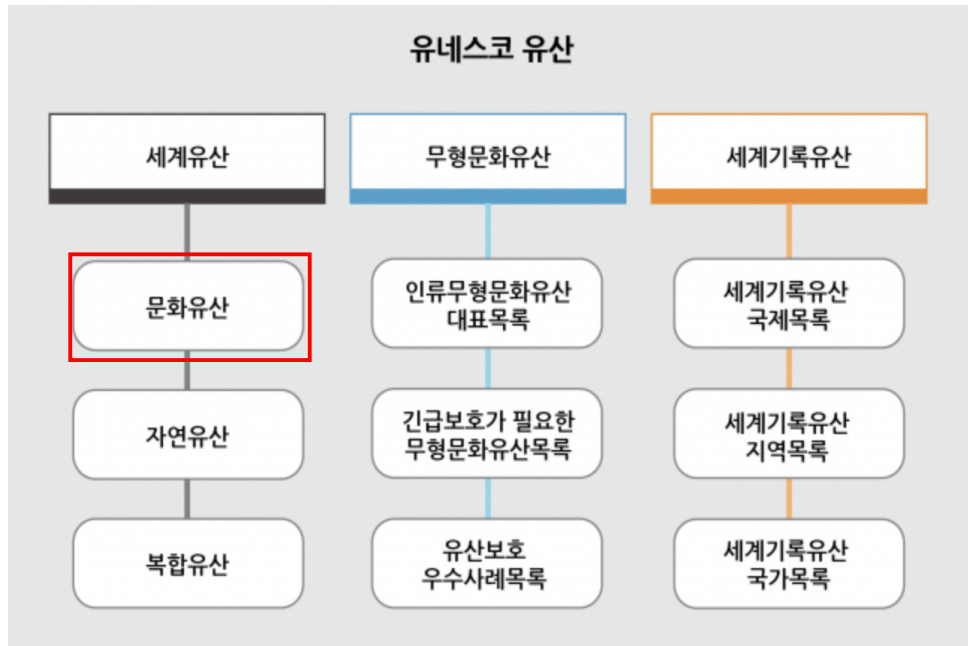 유네스코 유산
세계유산
무형문화유산
세계기록유산
문화유산
인류무형문화유산
대표목록
세계기록유산
국제목록
자연유산
긴급보호가 필요한
무형문화유산목록
세계기록유산
지역목록
복합유산
유산보호
우수사례목록
세계기록유산
국가목록